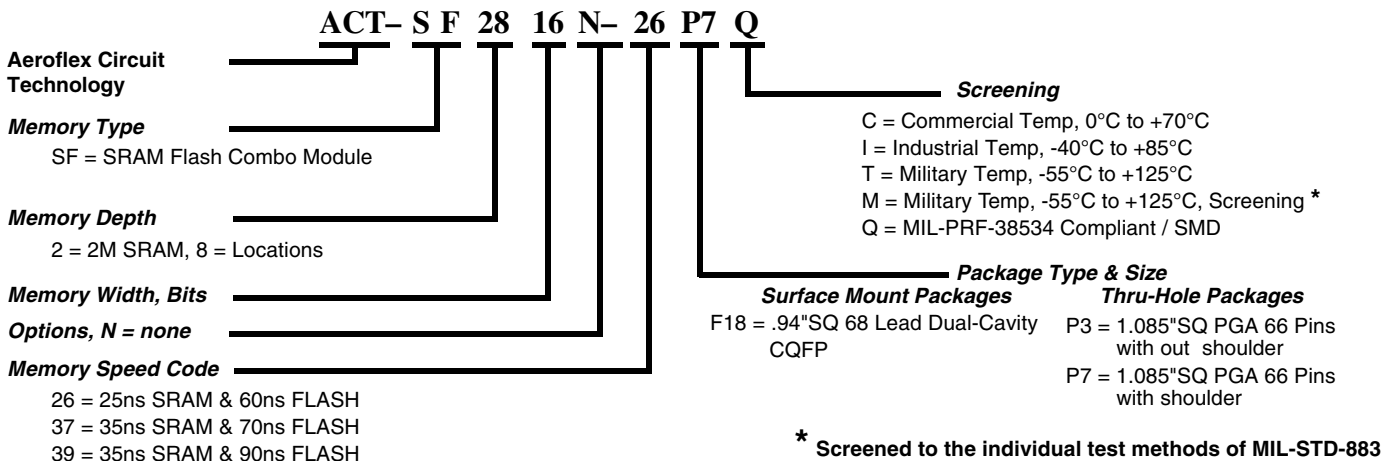 ACT– S F 28 16 N– 26 P7 Q
Aeroflex Circuit
Technology
Memory Type
SF = SRAM Flash Combo Module
Memory Depth
2 = 2M SRAM, 8 = Locations
Memory Width, Bits
Options, N = none
Memory Speed Code
26 = 25ns SRAM & 60ns FLASH
37 = 35ns SRAM & 70ns FLASH
39 = 35ns SRAM & 90ns FLASH
Screening
C = Commercial Temp, 0°C to +70°C
I = Industrial Temp, -40°C to +85°C
T = Military Temp, -55°C to +125°C
M = Military Temp, -55°C to +125°C, Screening *
Q = MIL-PRF-38534 Compliant / SMD
Package Type & Size
Surface Mount Packages
F18 = .94"SQ 68 Lead Dual-Cavity
CQFP
Thru-Hole Packages
P3 = 1.085"SQ PGA 66 Pins
with out shoulder
P7 = 1.085"SQ PGA 66 Pins
with shoulder
* Screened to the individual test methods of MIL-STD-883